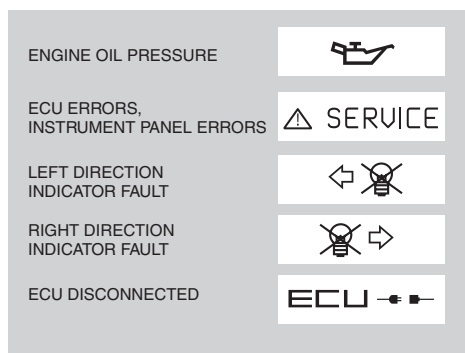 ENGINE OIL PRESSURE
ECU ERRORS,
INSTRUMENT PANEL ERRORS
SERVICE
LEFT DIRECTION
INDICATOR FAULT
RIGHT DIRECTION
INDICATOR FAULT
ECU DISCONNECTED
ECU